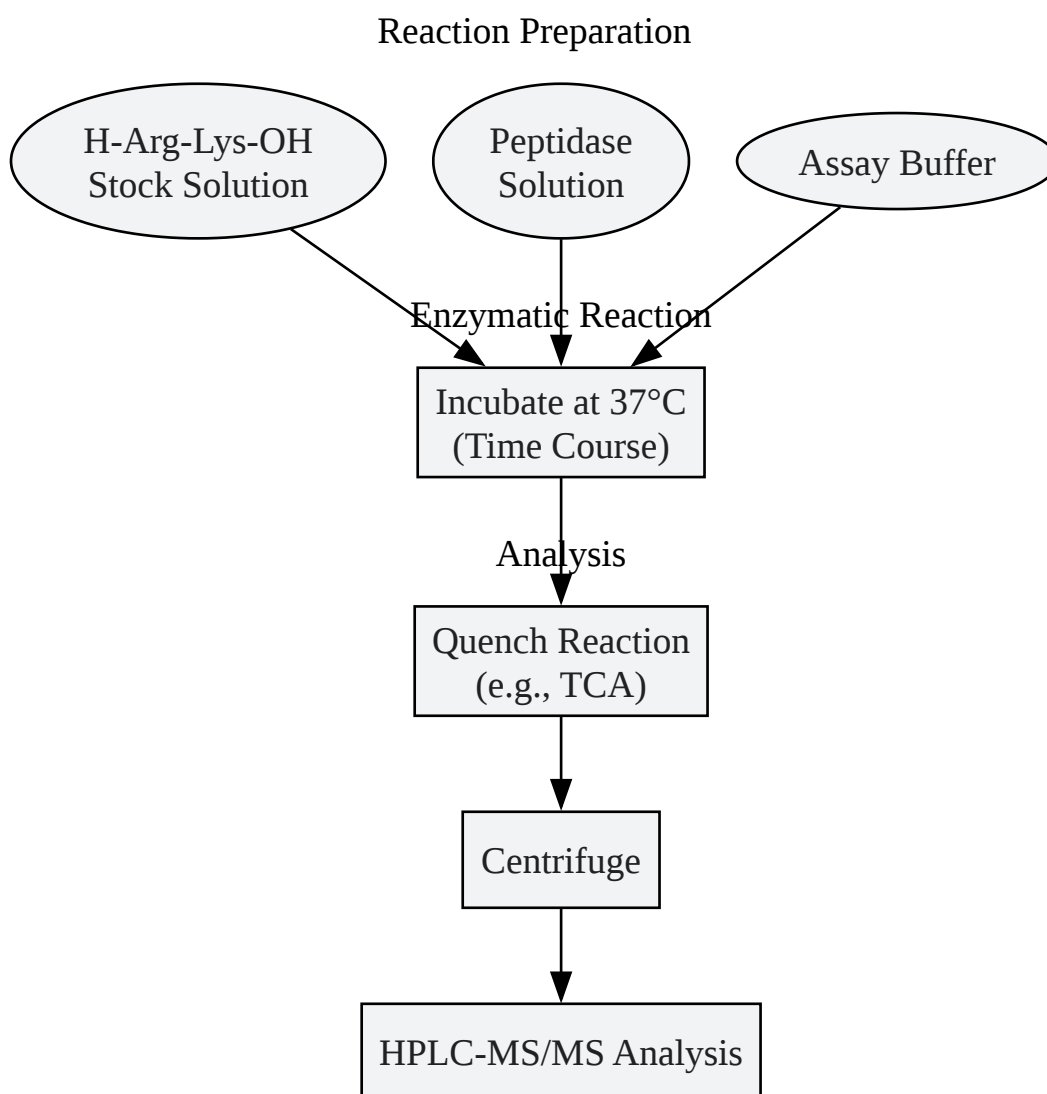 Reaction Preparation
H-Arg-Lys-OH
Stock Solution
Peptidase
Solution
Assay Buffer
Enzymatic Reaction
Incubate at 37°C
(Time Course)
Analysis
Quench Reaction
(e.g., TCA)
Centrifuge
HPLC-MS/MS Analysis